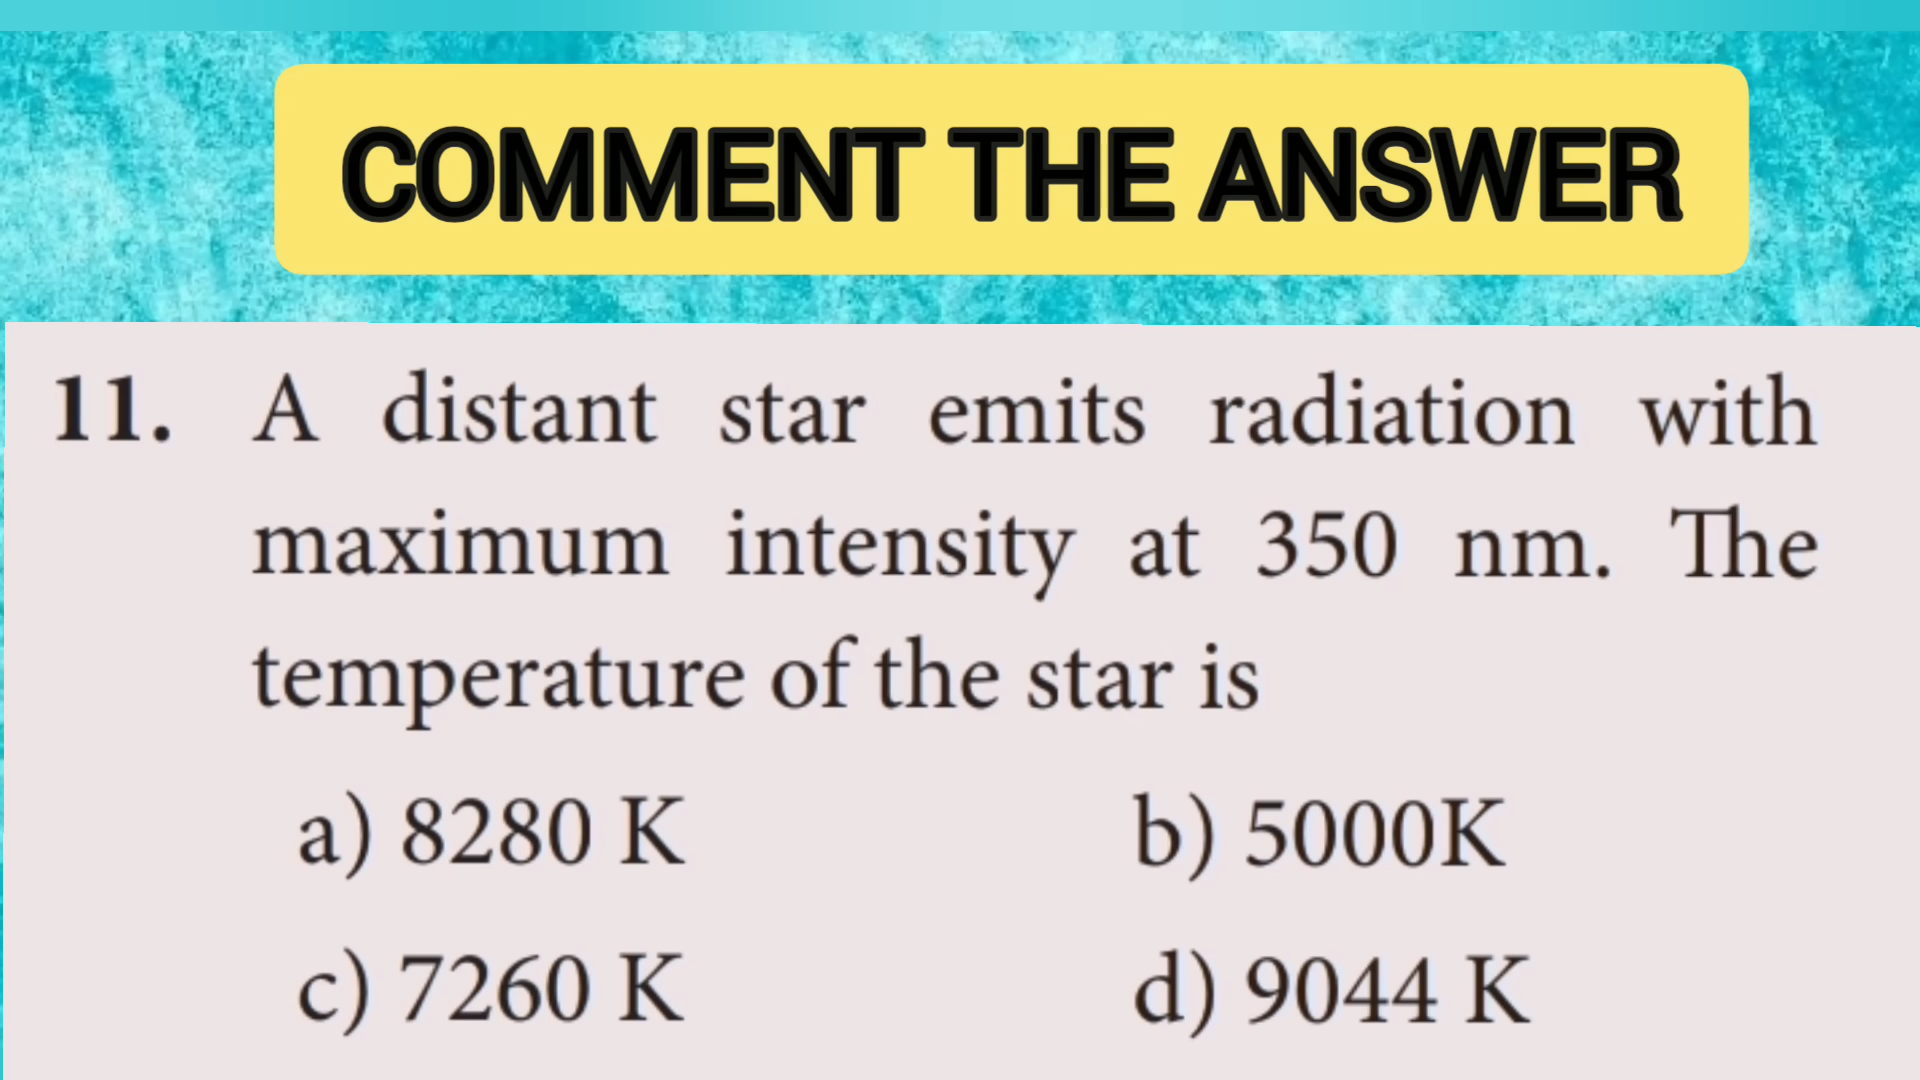 COMMENT THE ANSWER
11. A distant star emits radiation with
maximum intensity at 350 nm. The
temperature of the star is
a) 8280 K b) 5000K
c) 7260 K d) 9044 K